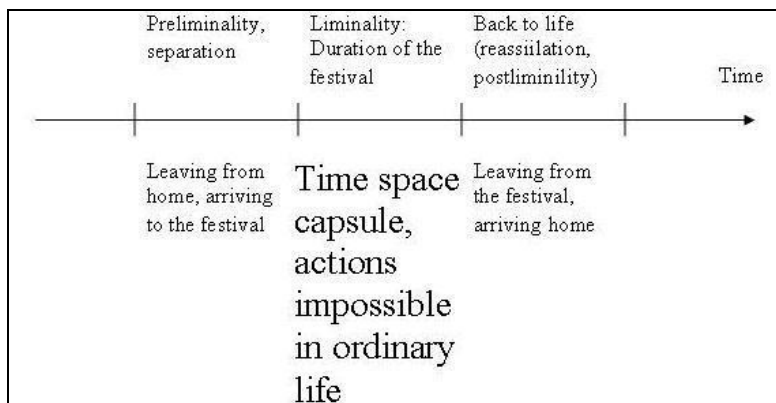 Preliminality,
separation
Liminality:
Duration of the
festival
Back to life
(reassiilation,
postliminility)
Time
Leaving from
home, arriving
to the festival
Time space
capsule,
actions
impossible
in ordinary
life
Leaving from
the festival,
arriving home